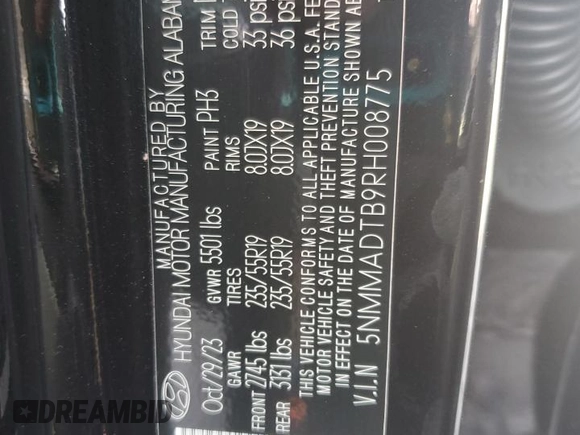 MANUFACTURED BY
HYUNDAI MOTOR MANUFACTURING ALABAM
Oct/29/23 GVWR 5501 lbs PAINT PH3 TRIM
GAWR TIRES RIMS COLD
FRONT 2745 lbs 235/55R19 8.0JX19 33 psi
REAR 3131 lbs 235/55R19 8.0JX19 36 psi
THIS VEHICLE CONFORMS TO ALL APPLICABLE U.S.A. FE
MOTOR VEHICLE SAFETY AND THEFT PREVENTION STAND
IN EFFECT ON THE DATE OF MANUFACTURE SHOWN AB
V.I.N 5NMMADTB9RH008775
DREAMBID